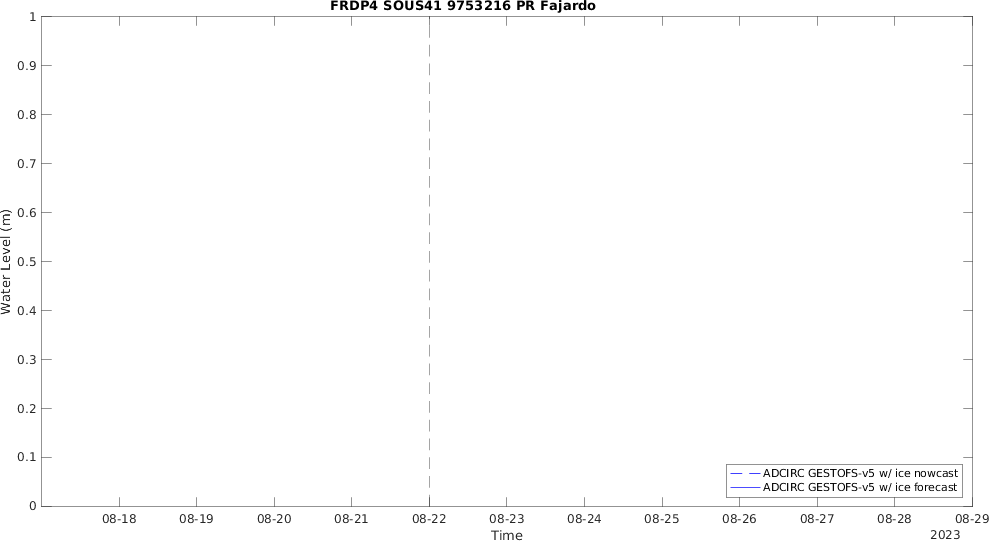 FRDP4 SOUS41 9753216 PR Fajardo
1
0.9
0.8
0.7
0.6
0.5
0.4
0.3
0.2
0.1
0
Water Level (m)
ADCIRC GESTOFS-v5 w/ ice nowcast
ADCIRC GESTOFS-v5 w/ ice forecast
08-18 08-19 08-20 08-21 08-22 08-23 08-24 08-25 08-26 08-27 08-28 08-29
Time
2023